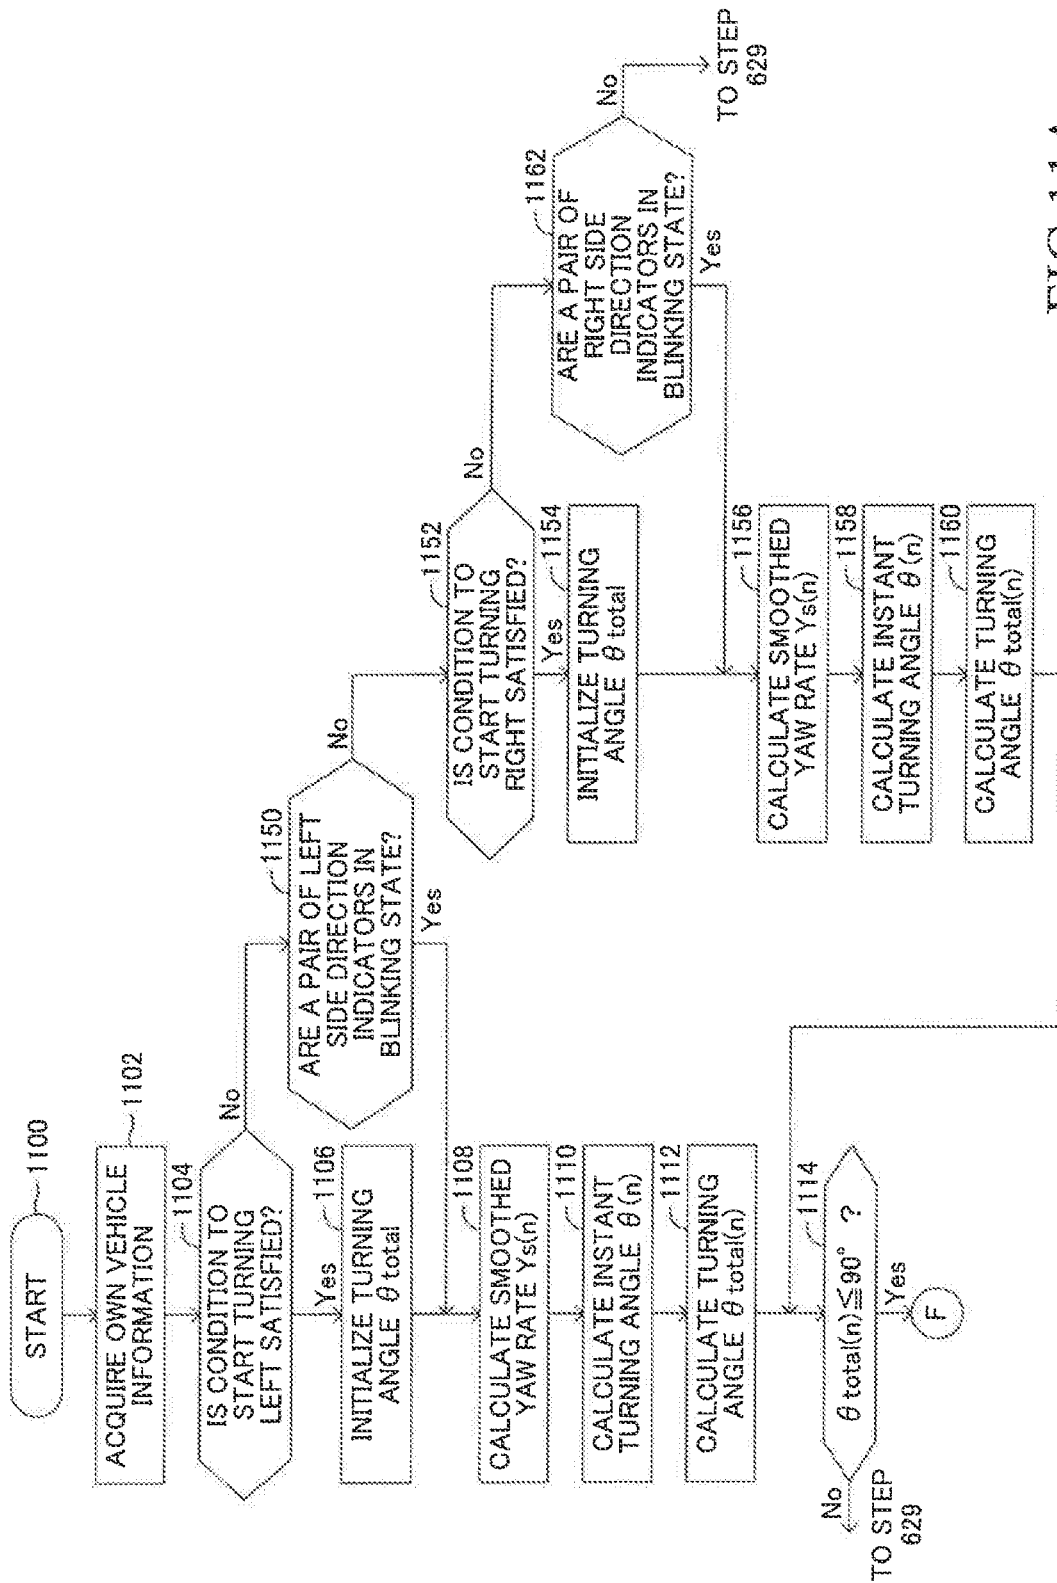 START
1100
ACQUIRE OWN VEHICLE
INFORMATION
1102
IS CONDITION TO
START TURNING
LEFT SATISFIED?
1104
No
Yes
INITIALIZE TURNING
ANGLE θ total
1106
ARE A PAIR OF LEFT
SIDE DIRECTION
INDICATORS IN
BLINKING STATE?
1150
No
Yes
CALCULATE SMOOTHED
YAW RATE Ys(n)
1108
CALCULATE INSTANT
TURNING ANGLE θ (n)
1110
CALCULATE TURNING
ANGLE θ total(n)
1112
θ total(n)≦90° ?
1114
No
TO STEP
629
Yes
F
IS CONDITION TO
START TURNING
RIGHT SATISFIED?
1152
No
Yes
INITIALIZE TURNING
ANGLE θ total
1154
ARE A PAIR OF
RIGHT SIDE
DIRECTION
INDICATORS IN
BLINKING STATE?
1162
No
TO STEP
629
Yes
CALCULATE SMOOTHED
YAW RATE Ys(n)
1156
CALCULATE INSTANT
TURNING ANGLE θ (n)
1158
CALCULATE TURNING
ANGLE θ total(n)
1160